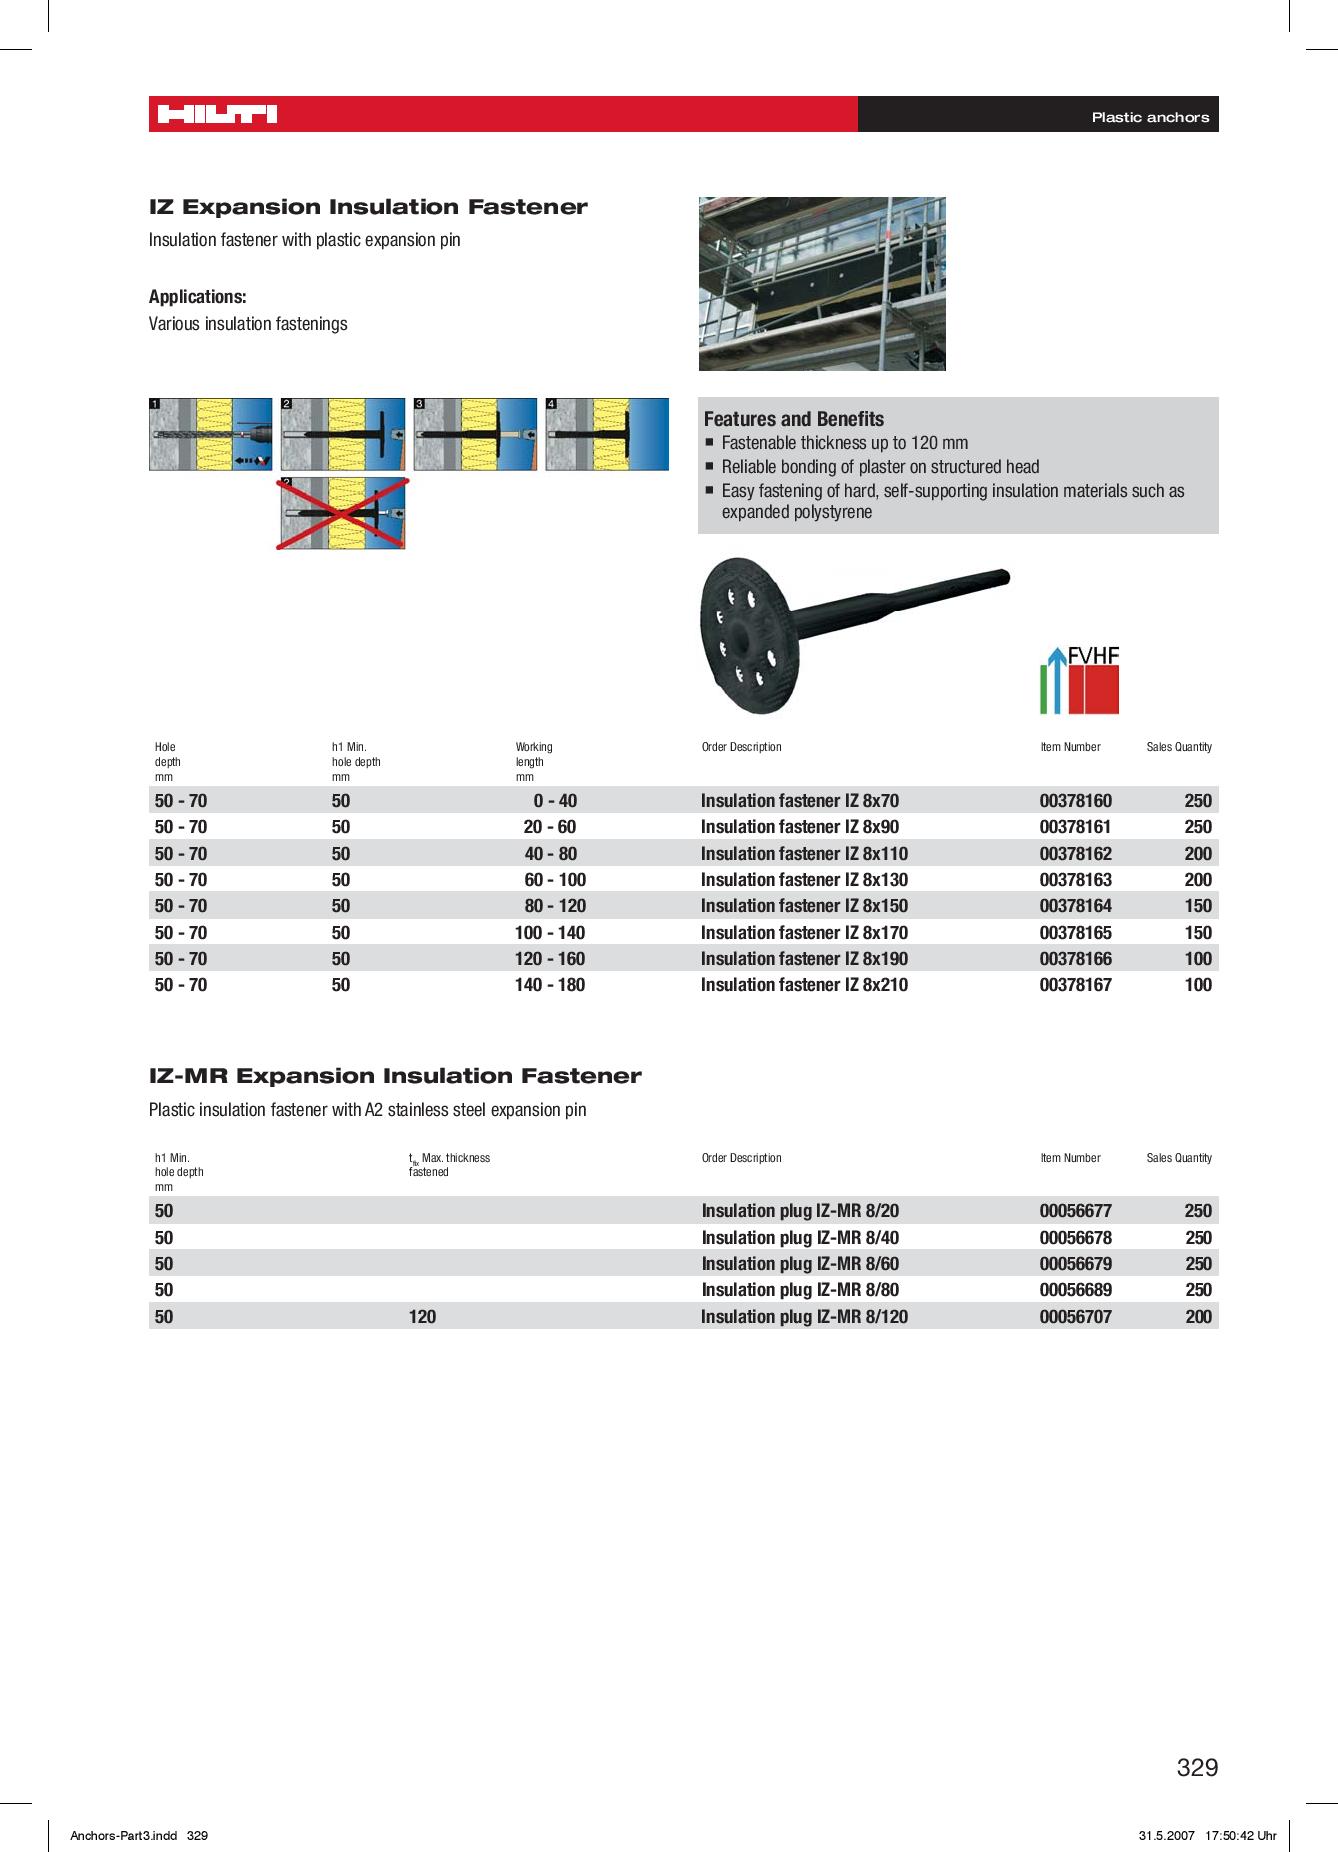 HILTI
Plastic anchors
IZ Expansion Insulation Fastener
Insulation fastener with plastic expansion pin
Applications:
Various insulation fastenings
1
2
3
4
2
Features and Benefits
▪ Fastenable thickness up to 120 mm
▪ Reliable bonding of plaster on structured head
▪ Easy fastening of hard, self-supporting insulation materials such as
expanded polystyrene
FVHF
Hole depth mm	h1 Min. hole depth mm	Working length mm	Order Description	Item Number	Sales Quantity
50 - 70	50	0 - 40	Insulation fastener IZ 8x70	00378160	250
50 - 70	50	20 - 60	Insulation fastener IZ 8x90	00378161	250
50 - 70	50	40 - 80	Insulation fastener IZ 8x110	00378162	200
50 - 70	50	60 - 100	Insulation fastener IZ 8x130	00378163	200
50 - 70	50	80 - 120	Insulation fastener IZ 8x150	00378164	150
50 - 70	50	100 - 140	Insulation fastener IZ 8x170	00378165	150
50 - 70	50	120 - 160	Insulation fastener IZ 8x190	00378166	100
50 - 70	50	140 - 180	Insulation fastener IZ 8x210	00378167	100
IZ-MR Expansion Insulation Fastener
Plastic insulation fastener with A2 stainless steel expansion pin
h1 Min. hole depth mm	tfix Max. thickness fastened	Order Description	Item Number	Sales Quantity
50	Insulation plug IZ-MR 8/20	00056677	250
50	Insulation plug IZ-MR 8/40	00056678	250
50	Insulation plug IZ-MR 8/60	00056679	250
50	Insulation plug IZ-MR 8/80	00056689	250
50	120	Insulation plug IZ-MR 8/120	00056707	200
329
Anchors-Part3.indd 329
31.5.2007 17:50:42 Uhr